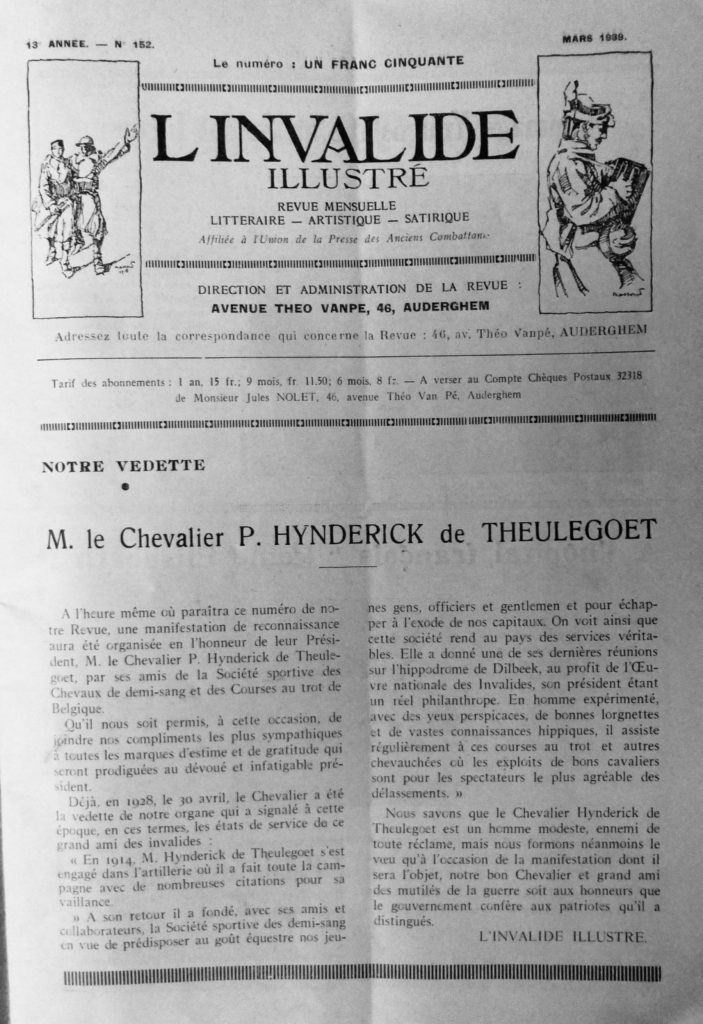 13e ANNÉE. — N° 152.
MARS 1939.
Le numéro : UN FRANC CINQUANTE
L'INVALIDE
ILLUSTRÉ
REVUE MENSUELLE
LITTERAIRE — ARTISTIQUE — SATIRIQUE
Affiliée à l'Union de la Presse des Anciens Combattants
DIRECTION ET ADMINISTRATION DE LA REVUE :
AVENUE THEO VANPE, 46, AUDERGHEM
Adressez toute la correspondance qui concerne la Revue : 46, av. Théo Vanpé, AUDERGHEM
Tarif des abonnements : 1 an, 15 fr.; 9 mois, fr. 11.50; 6 mois, 8 fr. — A verser au Compte Chèques Postaux 32318
de Monsieur Jules NOLET, 46, avenue Théo Van Pé, Auderghem
NOTRE VEDETTE
M. le Chevalier P. HYNDERICK de THEULEGOET
A l'heure même où paraîtra ce numéro de no-
tre Revue, une manifestation de reconnaissance
aura été organisée en l'honneur de leur Prési-
dent, M. le Chevalier P. Hynderick de Theule-
goet, par ses amis de la Société sportive des
Chevaux de demi-sang et des Courses au trot de
Belgique.
Qu'il nous soit permis, à cette occasion, de
joindre nos compliments les plus sympathiques
à toutes les marques d'estime et de gratitude qui
seront prodiguées au dévoué et infatigable pré-
sident.
Déjà, en 1928, le 30 avril, le Chevalier a été
la vedette de notre organe qui a signalé à cette
époque, en ces termes, les états de service de ce
grand ami des invalides :
« En 1914, M. Hynderick de Theulegoet s'est
engagé dans l'artillerie où il a fait toute la cam-
pagne avec de nombreuses citations pour sa
vaillance.
» A son retour il a fondé, avec ses amis et
collaborateurs, la Société sportive des demi-sang
en vue de prédisposer au goût équestre nos jeu-
nes gens, officiers et gentlemen et pour échap-
per à l'exode de nos capitaux. On voit ainsi que
cette société rend au pays des services vérita-
bles. Elle a donné une de ses dernières réunions
sur l'hippodrome de Dilbeek, au profit de l'Œu-
vre nationale des Invalides, son président étant
un réel philanthrope. En homme expérimenté,
avec des yeux perspicaces, de bonnes lorgnettes
et de vastes connaissances hippiques, il assiste
régulièrement à ces courses au trot et autres
chevauchées où les exploits de bons cavaliers
sont pour les spectateurs le plus agréable des
délassements. »
Nous savons que le Chevalier Hynderick de
Theulegoet est un homme modeste, ennemi de
toute réclame, mais nous formons néanmoins le
vœu qu'à l'occasion de la manifestation dont il
sera l'objet, notre bon Chevalier et grand ami
des mutilés de la guerre soit aux honneurs que
le gouvernement confère aux patriotes qu'il a
distingués.
L'INVALIDE ILLUSTRE.